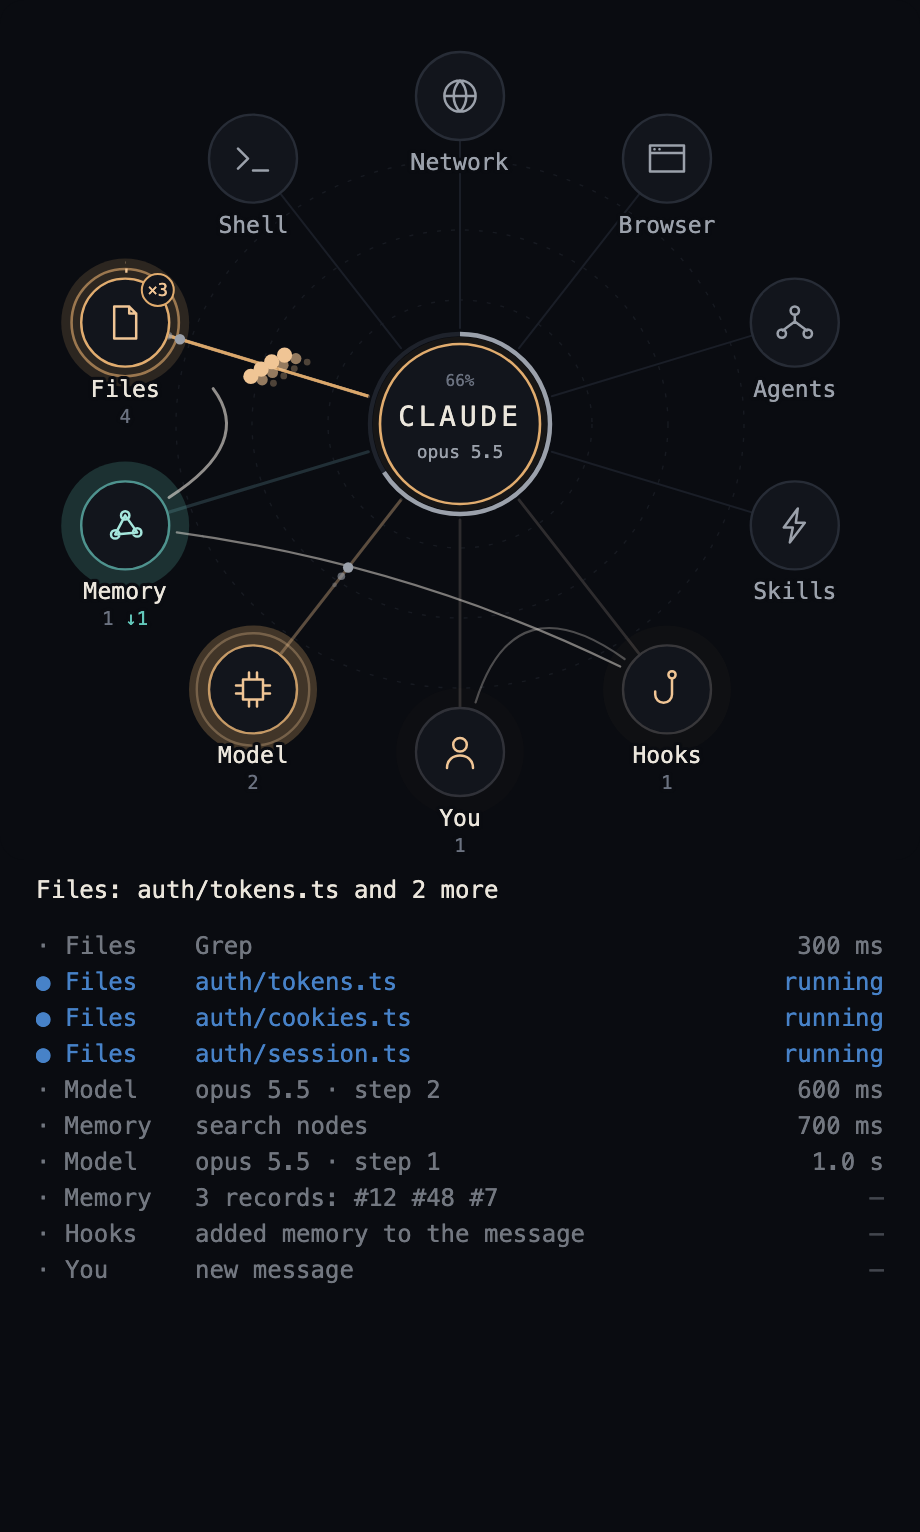 Network
Shell
Browser
×3
Files
4
66%
CLAUDE
opus 5.5
Agents
Memory
1 ↓1
Skills
Model
2
Hooks
1
You
1
Files: auth/tokens.ts and 2 more
· Files Grep 300 ms
● Files auth/tokens.ts running
● Files auth/cookies.ts running
● Files auth/session.ts running
· Model opus 5.5 · step 2 600 ms
· Memory search nodes 700 ms
· Model opus 5.5 · step 1 1.0 s
· Memory 3 records: #12 #48 #7 —
· Hooks added memory to the message —
· You new message —